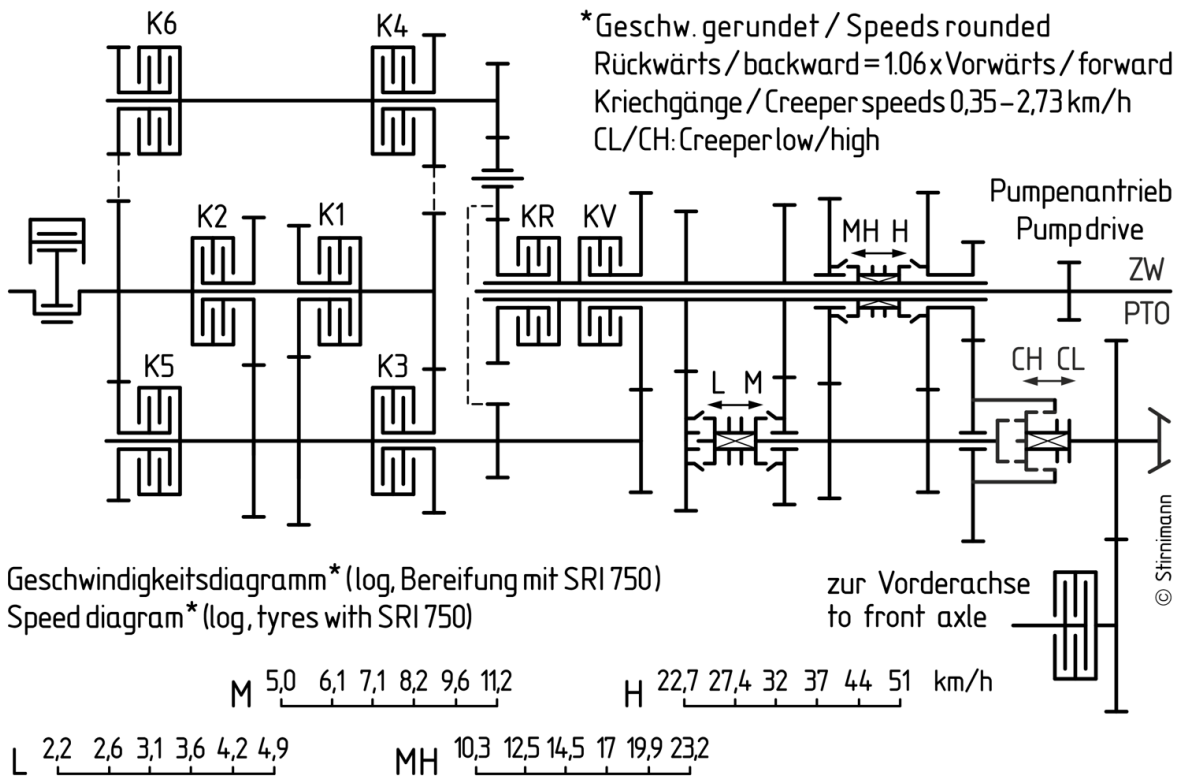 K6
K4
*Geschw. gerundet / Speeds rounded
Rückwärts / backward = 1.06 x Vorwärts / forward
Kriechgänge / Creeper speeds 0,35 – 2,73 km/h
CL/CH: Creeper low/high
K2
K1
KR
KV
MH H
Pumpenantrieb
Pump drive
ZW
PTO
K5
K3
L M
CH CL
© Stirnimann
Geschwindigkeitsdiagramm* (log, Bereifung mit SRI 750)
Speed diagram* (log, tyres with SRI 750)
zur Vorderachse
to front axle
M 5,0 6,1 7,1 8,2 9,6 11,2
H 22,7 27,4 32 37 44 51 km/h
L 2,2 2,6 3,1 3,6 4,2 4,9
MH 10,3 12,5 14,5 17 19,9 23,2